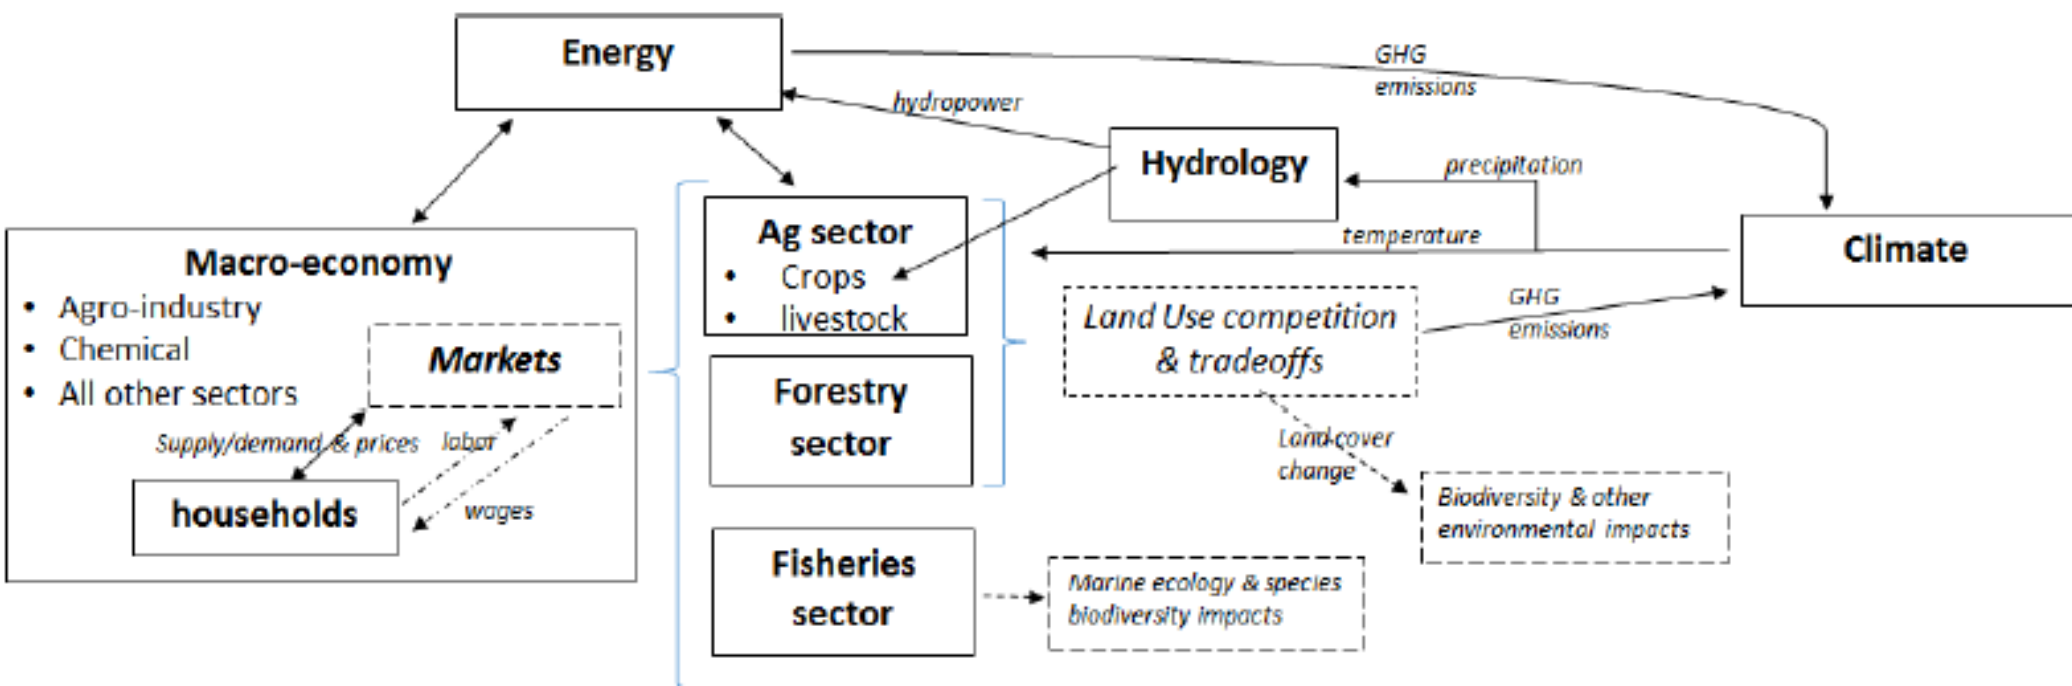 Energy
GHG
emissions
hydropower
Hydrology
precipitation
Ag sector
• Crops
• livestock
temperature
Climate
Macro-economy
• Agro-industry
• Chemical
• All other sectors
Markets
Supply/demand & prices
labor
households
wages
Land Use competition
& tradeoffs
GHG
emissions
Forestry
sector
Land cover
change
Biodiversity & other
environmental impacts
Fisheries
sector
Marine ecology & species
biodiversity impacts